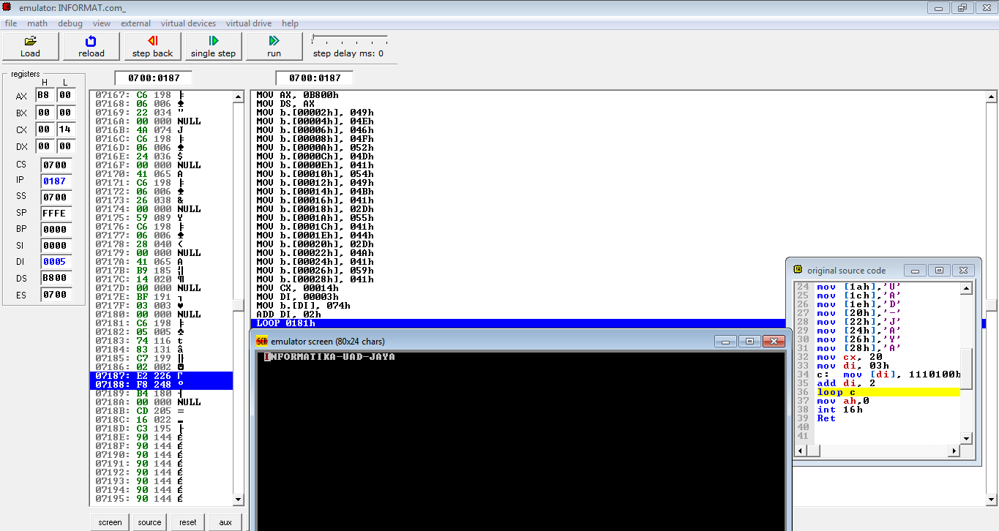 emulator: INFORMAT.com_
file math debug view external virtual devices virtual drive help
Load reload step back single step run step delay ms: 0
registers
H L
AX B8 00
BX 00 00
CX 00 14
DX 00 00
CS 0700
IP 0187
SS 0700
SP FFFE
BP 0000
SI 0000
DI 0005
DS B800
ES 0700
0700:0187
07167: C6 198 ╞
07168: 06 006 ♠
07169: 22 034 "
0716A: 00 000 NULL
0716B: 4A 074 J
0716C: C6 198 ╞
0716D: 06 006 ♠
0716E: 24 036 $
0716F: 00 000 NULL
07170: 41 065 A
07171: C6 198 ╞
07172: 06 006 ♠
07173: 26 038 &
07174: 00 000 NULL
07175: 59 089 Y
07176: C6 198 ╞
07177: 06 006 ♠
07178: 28 040 (
07179: 00 000 NULL
0717A: 41 065 A
0717B: B9 185 ╣
0717C: 14 020 ¶
0717D: 00 000 NULL
0717E: BF 191 ┐
0717F: 03 003 ♥
07180: 00 000 NULL
07181: C6 198 ╞
07182: 05 005 ♣
07183: 74 116 t
07184: 83 131 â
07185: C7 199 ╟
07186: 02 002 ☻
07187: E2 226 Γ
07188: F8 248 °
07189: B4 180 ┤
0718A: 00 000 NULL
0718B: CD 205 =
0718C: 16 022 ▬
0718D: C3 195 ├
0718E: 90 144 É
0718F: 90 144 É
07190: 90 144 É
07191: 90 144 É
07192: 90 144 É
07193: 90 144 É
07194: 90 144 É
07195: 90 144 É
0700:0187
MOV AX, 0B800h
MOV DS, AX
MOV b.[00002h], 049h
MOV b.[00004h], 04Eh
MOV b.[00006h], 046h
MOV b.[00008h], 04Fh
MOV b.[0000Ah], 052h
MOV b.[0000Ch], 04Dh
MOV b.[0000Eh], 041h
MOV b.[00010h], 054h
MOV b.[00012h], 049h
MOV b.[00014h], 04Bh
MOV b.[00016h], 041h
MOV b.[00018h], 02Dh
MOV b.[0001Ah], 055h
MOV b.[0001Ch], 041h
MOV b.[0001Eh], 044h
MOV b.[00020h], 02Dh
MOV b.[00022h], 04Ah
MOV b.[00024h], 041h
MOV b.[00026h], 059h
MOV b.[00028h], 041h
MOV CX, 00014h
MOV DI, 00003h
MOV b.[DI], 074h
ADD DI, 02h
LOOP 0181h
SCR emulator screen (80x24 chars)
INFORMATIKA-UAD-JAYA
original source code
24 mov [1ah],'U'
25 mov [1ch],'A'
26 mov [1eh],'D'
27 mov [20h],'-'
28 mov [22h],'J'
29 mov [24h],'A'
30 mov [26h],'Y'
31 mov [28h],'A'
32 mov cx, 20
33 mov di, 03h
34 c: mov [di], 1110100b
35 add di, 2
36 loop c
37 mov ah,0
38 int 16h
39 Ret
40
41
screen source reset aux